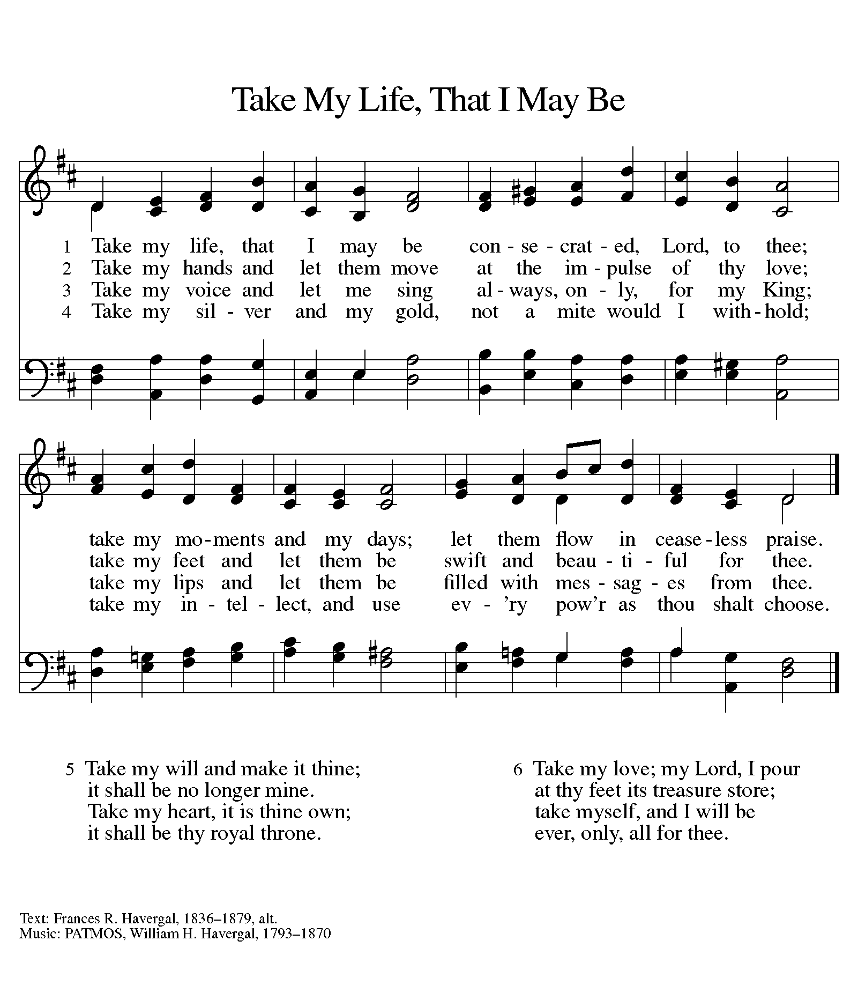 Take My Life, That I May Be
1 Take my life, that I may be con - se - crat - ed, Lord, to thee;
2 Take my hands and let them move at the im - pulse of thy love;
3 Take my voice and let me sing al - ways, on - ly, for my King;
4 Take my sil - ver and my gold, not a mite would I with - hold;
take my mo - ments and my days; let them flow in cease - less praise.
take my feet and let them be swift and beau - ti - ful for thee.
take my lips and let them be filled with mes - sag - es from thee.
take my in - tel - lect, and use ev - 'ry pow'r as thou shalt choose.
5 Take my will and make it thine;
it shall be no longer mine.
Take my heart, it is thine own;
it shall be thy royal throne.
6 Take my love; my Lord, I pour
at thy feet its treasure store;
take myself, and I will be
ever, only, all for thee.
Text: Frances R. Havergal, 1836–1879, alt.
Music: PATMOS, William H. Havergal, 1793–1870